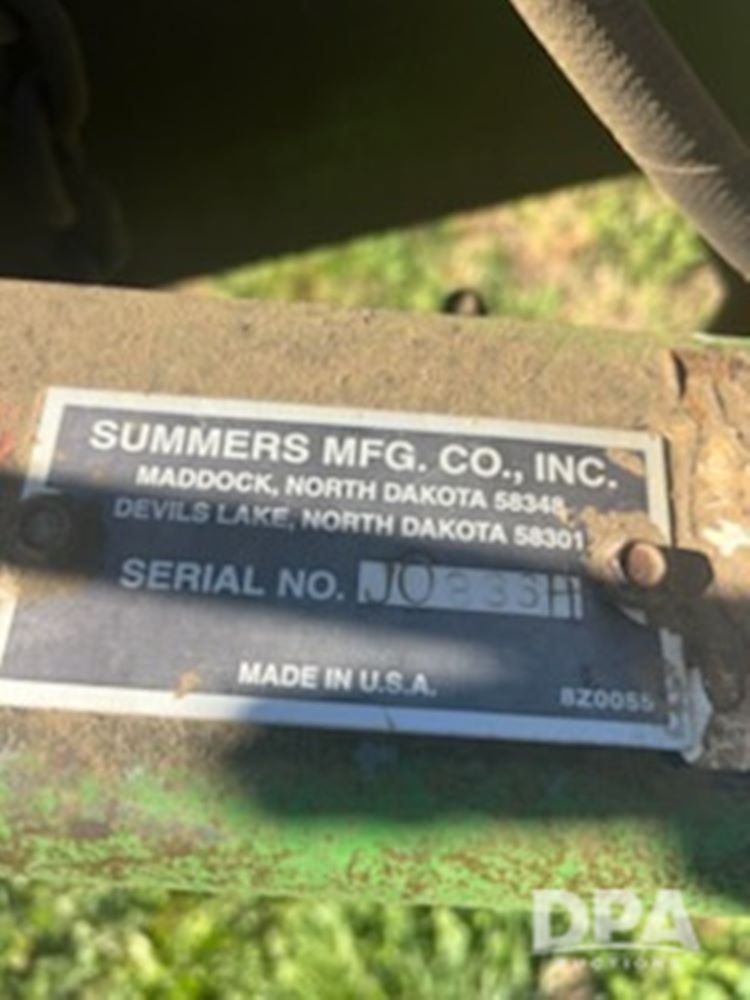 SUMMERS MFG. CO., INC.
MADDOCK, NORTH DAKOTA 58348
DEVILS LAKE, NORTH DAKOTA 58301
SERIAL NO.
MADE IN U.S.A.
8Z0055
DPA
AUCTIONS